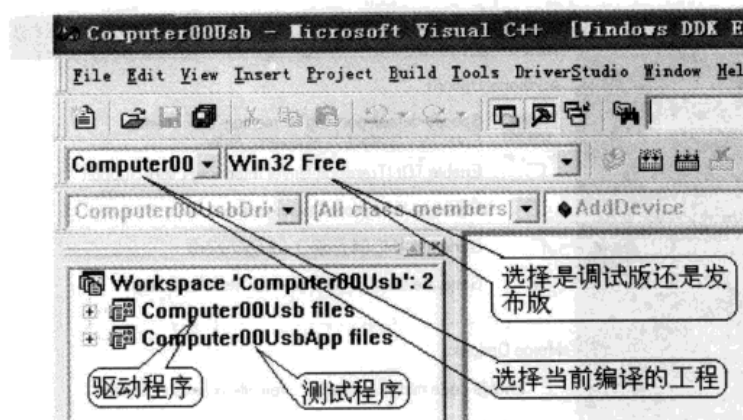 Computer00Usb - Microsoft Visual C++ [Windows DDK E
File Edit View Insert Project Build Tools DriverStudio Window Hel
Computer00 Win32 Free
Computer00UsbDri [All class members] AddDevice
Workspace 'Computer00Usb': 2
Computer00Usb files
Computer00UsbApp files
选择是调试版还是发
布版
选择当前编译的工程
驱动程序
测试程序